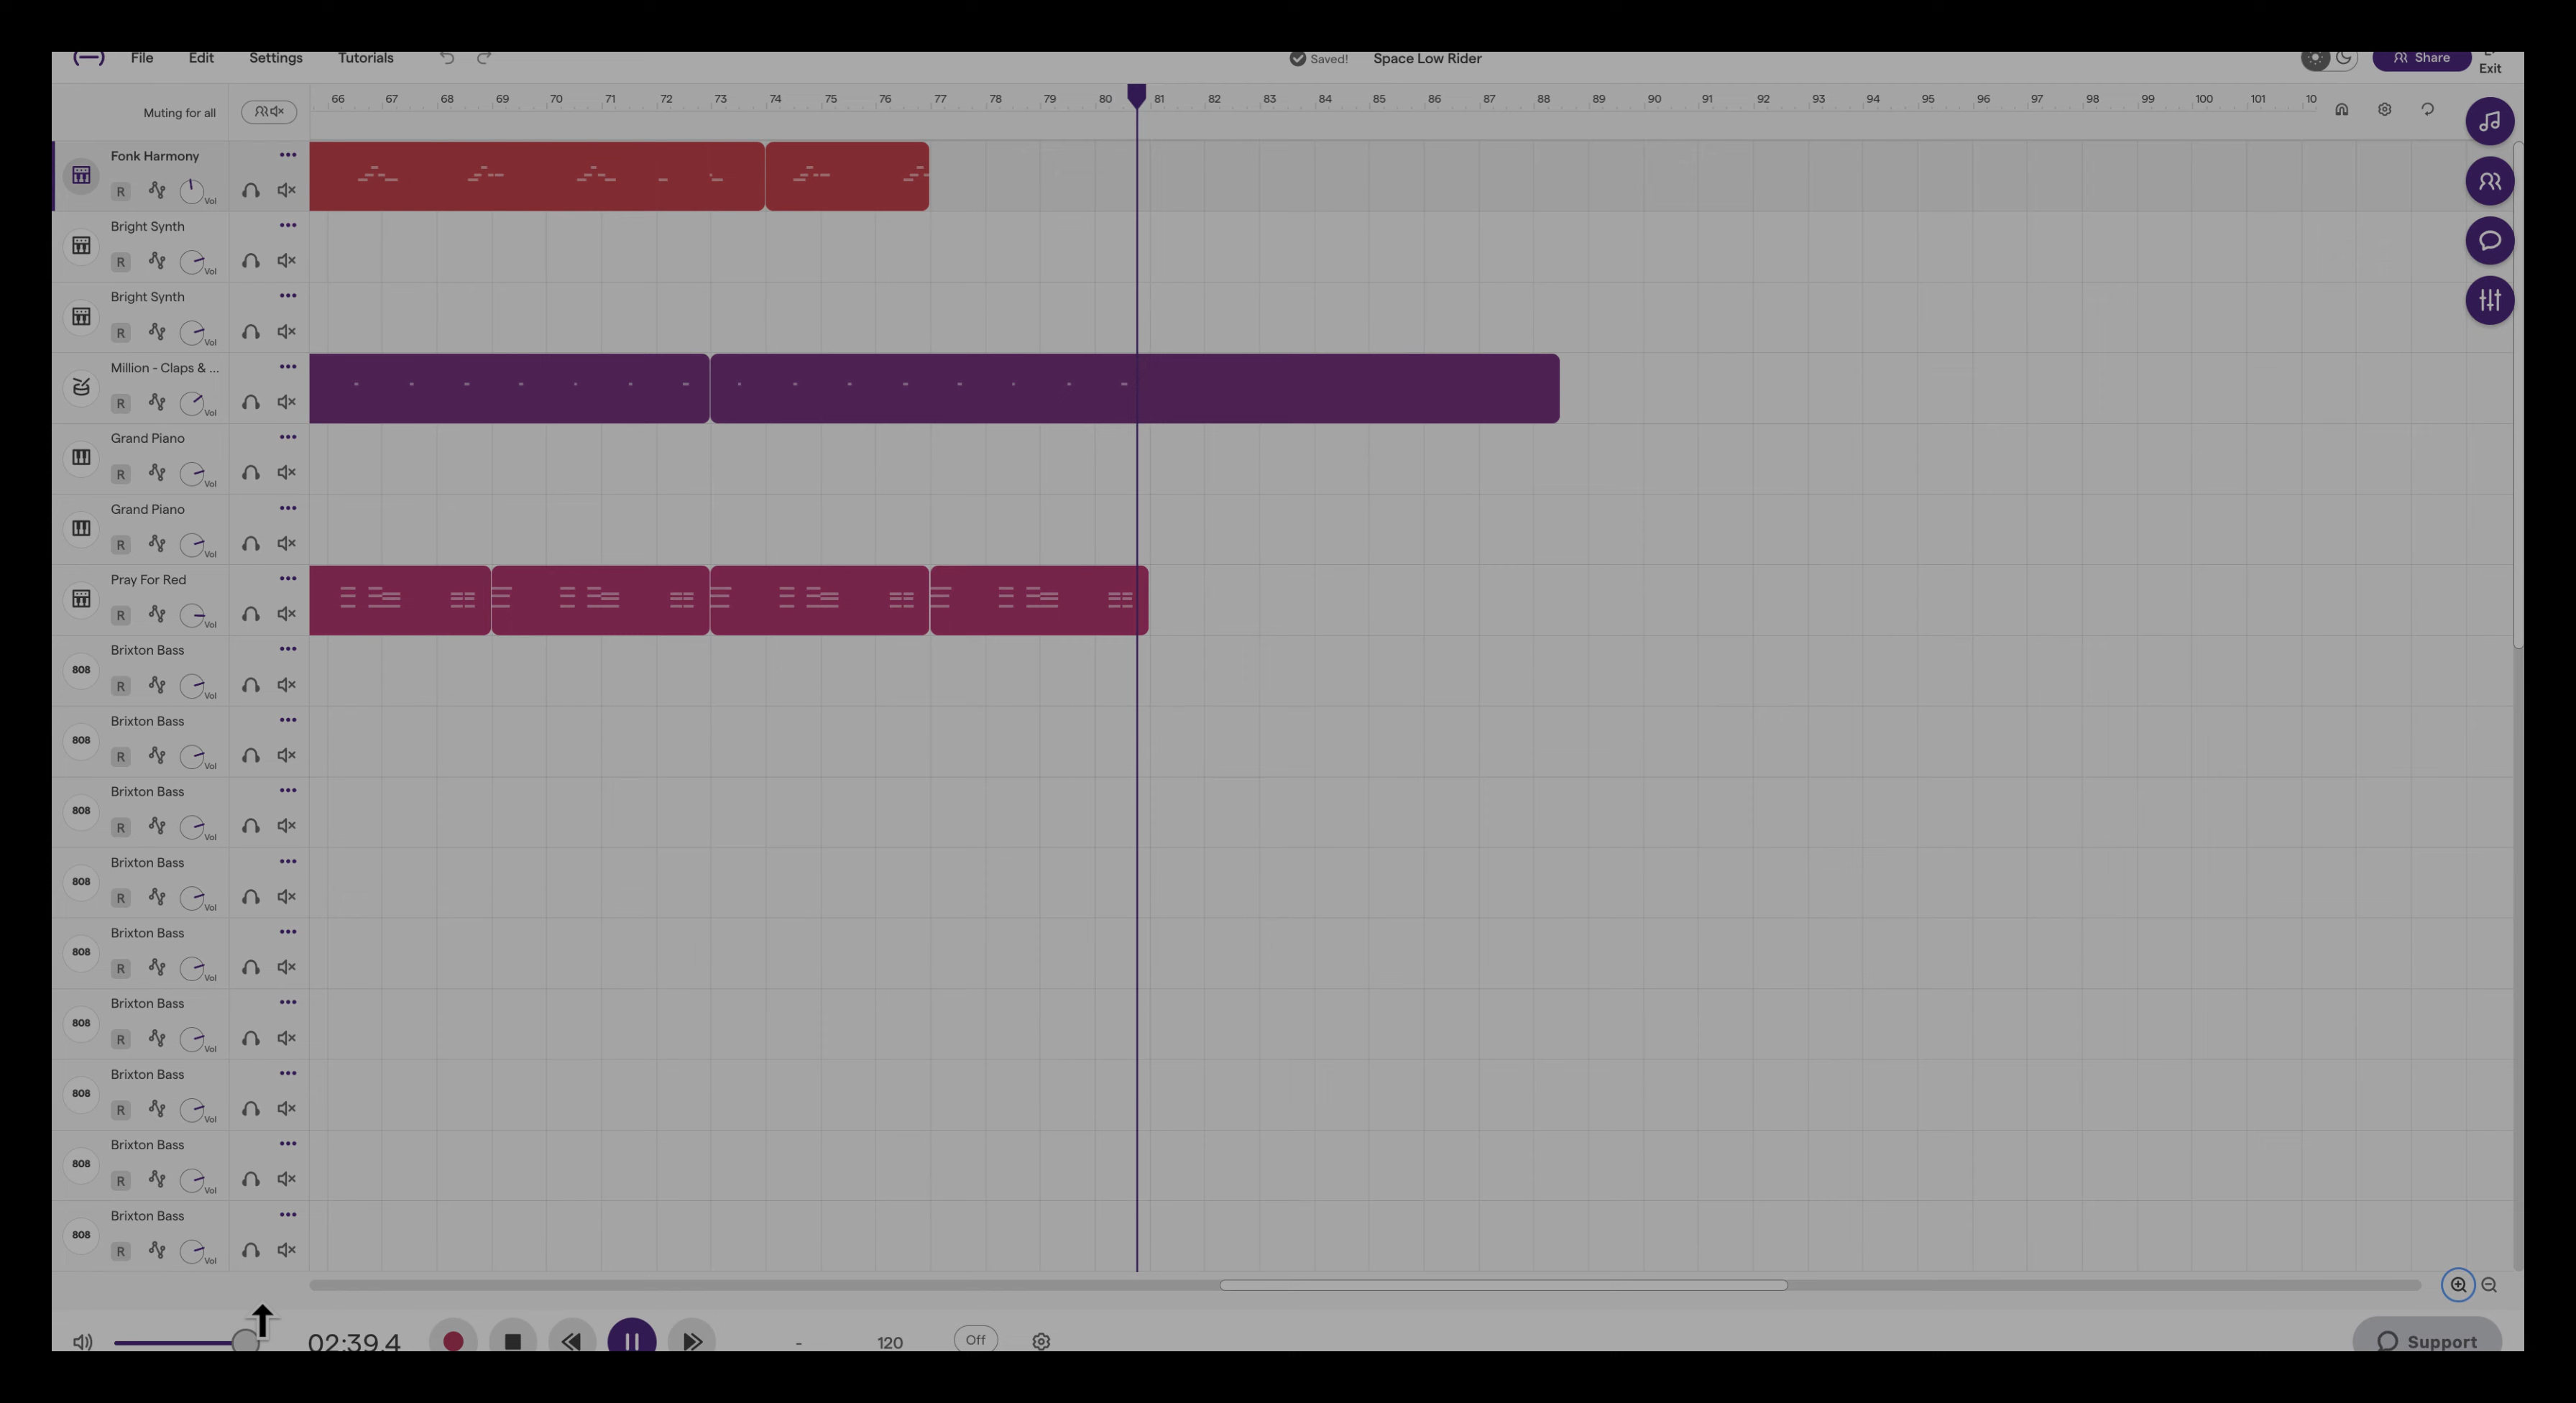 File Edit Settings Tutorials Saved! Space Low Rider Share
Exit
Muting for all 66 67 68 69 70 71 72 73 74 75 76 77 78 79 80 81 82 83 84 85 86 87 88 89 90 91 92 93 94 95 96 97 98 99 100 101 10
Fonk Harmony
R Vol
Bright Synth
R Vol
Bright Synth
R Vol
Million - Claps & ...
R Vol
Grand Piano
R Vol
Grand Piano
R Vol
Pray For Red
R Vol
Brixton Bass
808
R Vol
Brixton Bass
808
R Vol
Brixton Bass
808
R Vol
Brixton Bass
808
R Vol
Brixton Bass
808
R Vol
Brixton Bass
808
R Vol
Brixton Bass
808
R Vol
Brixton Bass
808
R Vol
Brixton Bass
808
R Vol
02:39.4 - 120 Off Support